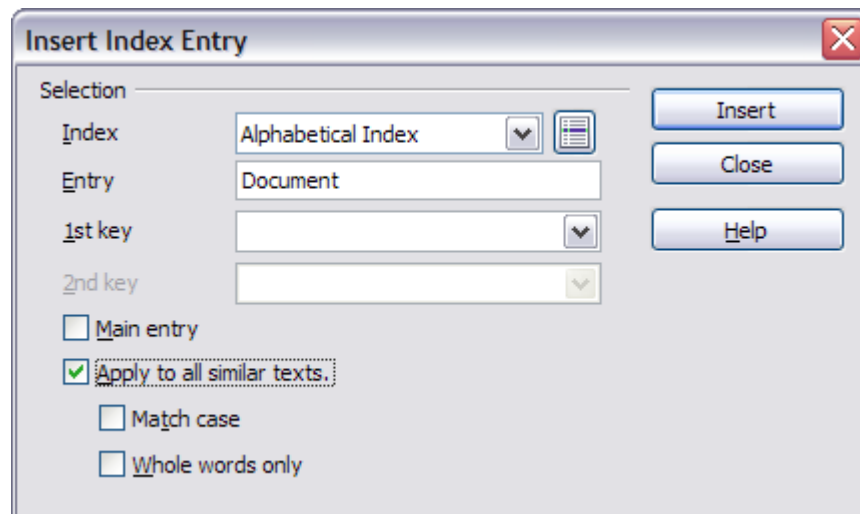 Insert Index Entry
Selection
Index
Alphabetical Index
Insert
Entry
Document
Close
1st key
Help
2nd key
Main entry
Apply to all similar texts.
Match case
Whole words only